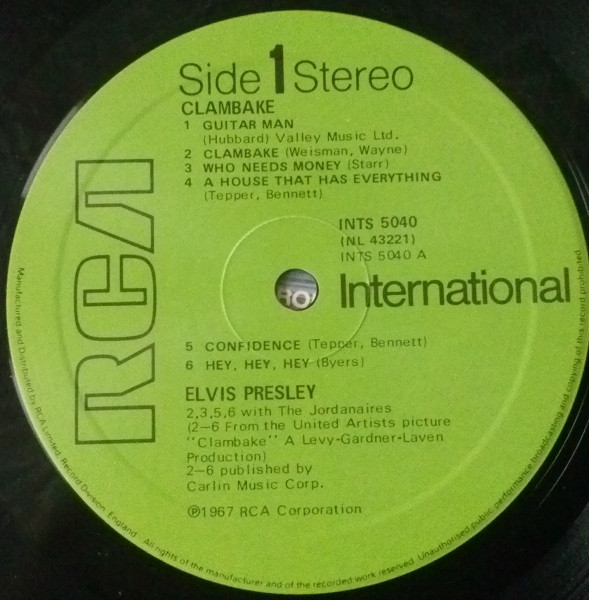 Side 1 Stereo
CLAMBAKE
1 GUITAR MAN
(Hubbard) Valley Music Ltd.
2 CLAMBAKE (Weisman, Wayne)
3 WHO NEEDS MONEY (Starr)
4 A HOUSE THAT HAS EVERYTHING
(Tepper, Bennett)
RCA
INTS 5040
(NL 43221)
INTS 5040 A
International
5 CONFIDENCE (Tepper, Bennett)
6 HEY, HEY, HEY (Byers)
ELVIS PRESLEY
2,3,5,6 with The Jordanaires
(2–6 From the United Artists picture
"Clambake" A Levy-Gardner-Laven
Production)
2–6 published by
Carlin Music Corp.
℗1967 RCA Corporation
Manufactured and Distributed by RCA Limited, Record Division, England. All rights of the manufacturer and of the recorded work reserved. Unauthorised public performance broadcasting and copying of this record prohibited.